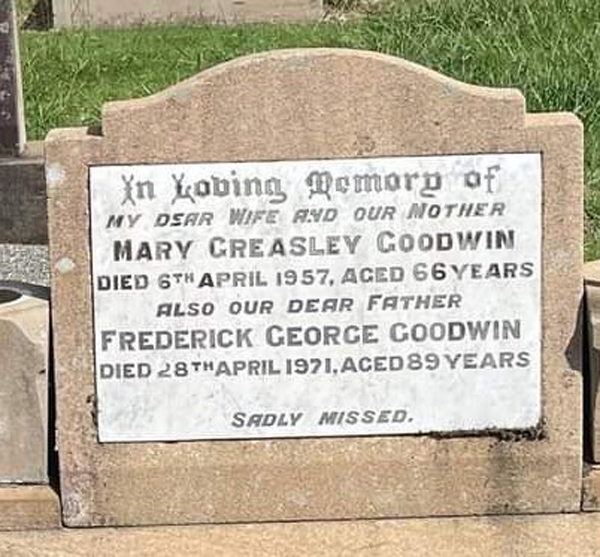 In Loving Memory of
MY DEAR WIFE AND OUR MOTHER
MARY GREASLEY GOODWIN
DIED 6TH APRIL 1957, AGED 66 YEARS
ALSO OUR DEAR FATHER
FREDERICK GEORGE GOODWIN
DIED 28TH APRIL 1971, AGED 89 YEARS
SADLY MISSED.